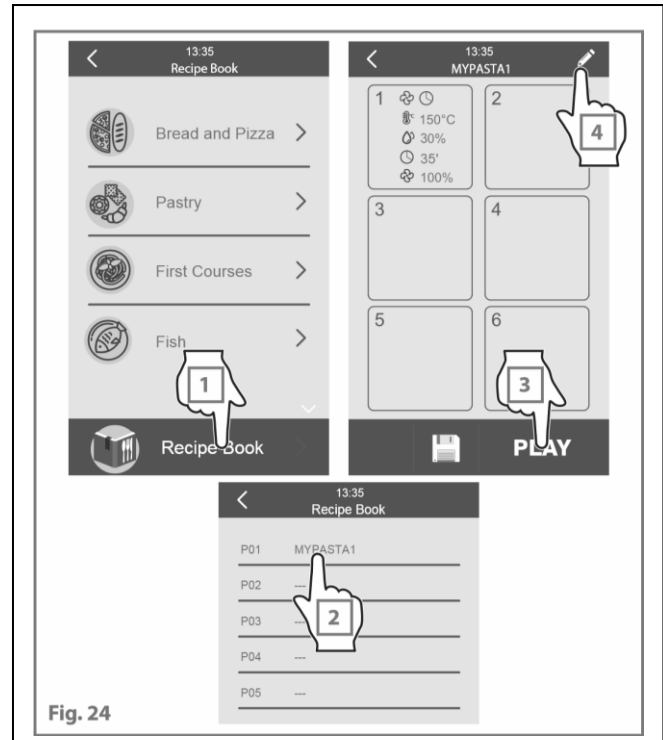 13:35
Recipe Book
Bread and Pizza
Pastry
First Courses
Fish
1
Recipe Book
13:35
MYPASTA1
4
1
150°C
30%
35'
100%
2
3
4
5
6
3
PLAY
13:35
Recipe Book
P01 MYPASTA1
P02 ---
P03 ---
2
P04 ---
P05 ---
Fig. 24